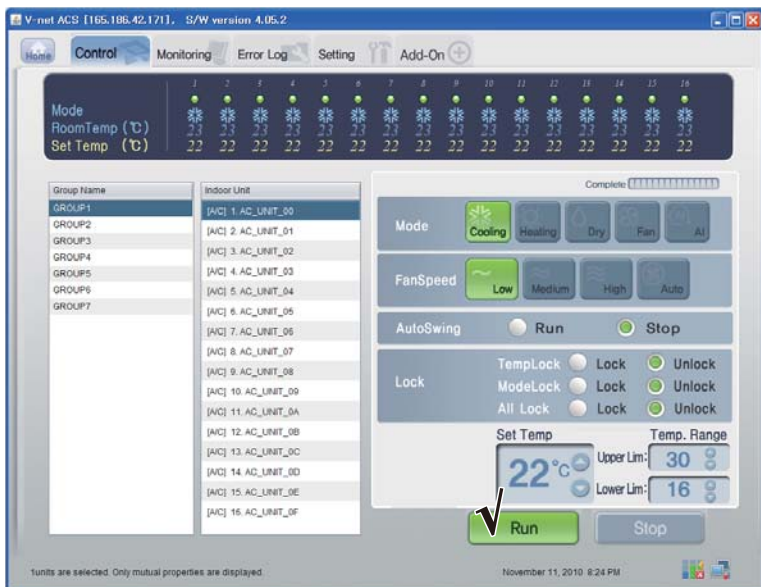 V-net ACS [165.186.42.171],   S/W version 4.05.2
Home Control Monitoring Error Log Setting Add-On
1 2 3 4 5 6 7 8 9 10 11 12 13 14 15 16
Mode
RoomTemp (℃) 23 23 23 23 23 23 23 23 23 23 23 23 23 23 23 23
Set Temp (℃) 22 22 22 22 22 22 22 22 22 22 22 22 22 22 22 22
Complete
Group Name
GROUP1
GROUP2
GROUP3
GROUP4
GROUP5
GROUP6
GROUP7
Indoor Unit
[A/C] 1. AC_UNIT_00
[A/C] 2. AC_UNIT_01
[A/C] 3. AC_UNIT_02
[A/C] 4. AC_UNIT_03
[A/C] 5. AC_UNIT_04
[A/C] 6. AC_UNIT_05
[A/C] 7. AC_UNIT_06
[A/C] 8. AC_UNIT_07
[A/C] 9. AC_UNIT_08
[A/C] 10. AC_UNIT_09
[A/C] 11. AC_UNIT_0A
[A/C] 12. AC_UNIT_0B
[A/C] 13. AC_UNIT_0C
[A/C] 14. AC_UNIT_0D
[A/C] 15. AC_UNIT_0E
[A/C] 16. AC_UNIT_0F
Mode Cooling Heating Dry Fan AI
FanSpeed Low Medium High Auto
AutoSwing Run Stop
TempLock Lock Unlock
Lock ModeLock Lock Unlock
All Lock Lock Unlock
Set Temp Temp. Range
22°C Upper Lim: 30
Lower Lim: 16
Run Stop
1units are selected. Only mutual properties are displayed.
November 11, 2010 8:24 PM